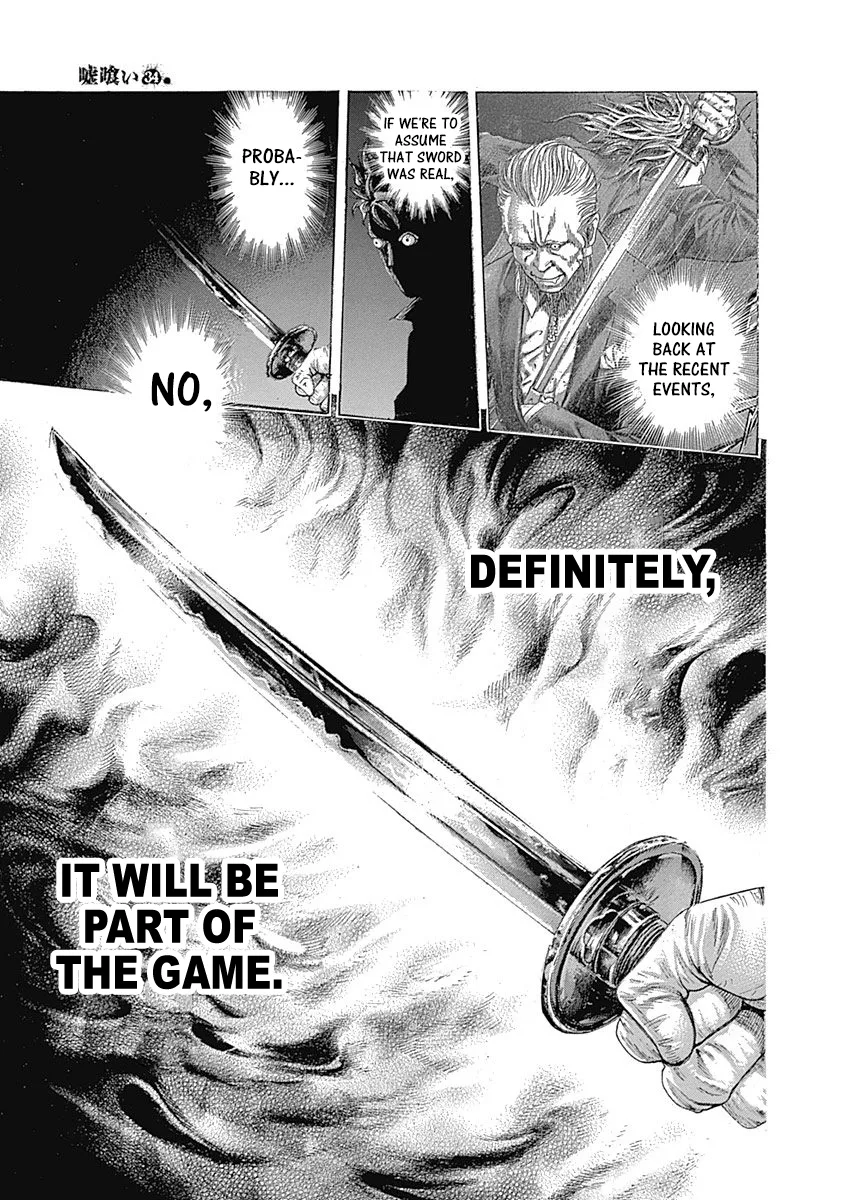 嘘喰い 34
LOOKING
BACK AT
THE RECENT
EVENTS,
IF WE'RE TO
ASSUME
THAT SWORD
WAS REAL,
PROBA-
BLY...
NO,
DEFINITELY,
IT WILL BE
PART OF
THE GAME.